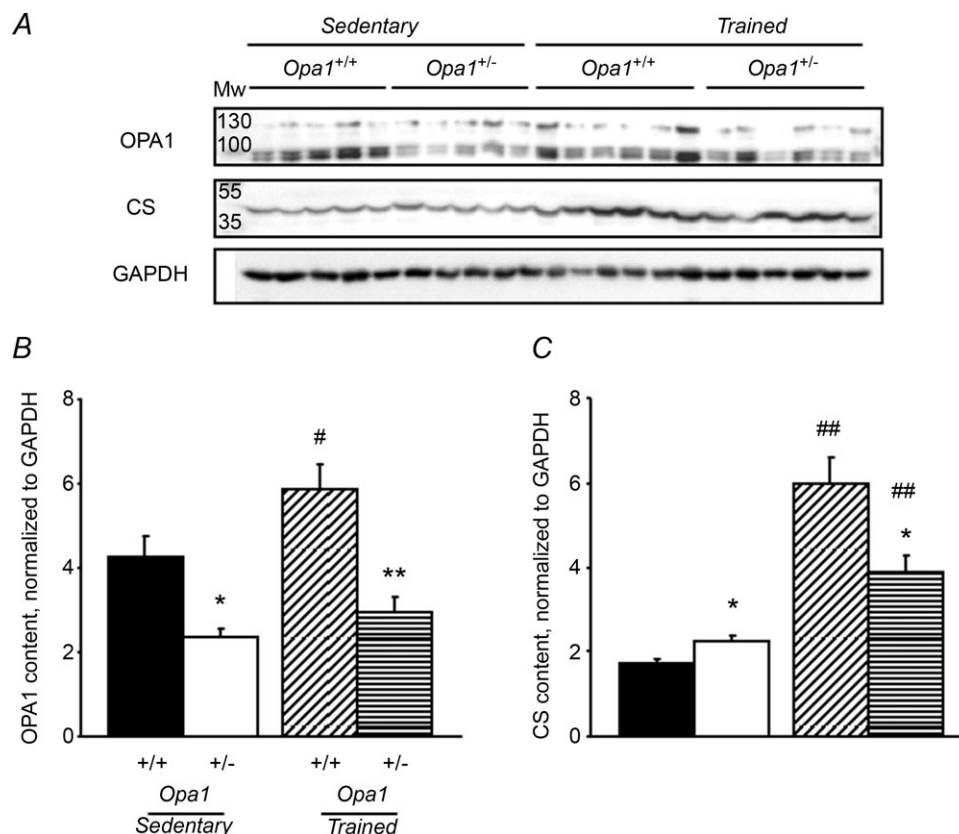 A
Sedentary Trained
Opa1+/+ Opa1+/- Opa1+/+ Opa1+/-
Mw
OPA1 130
100
CS 55
35
GAPDH
B
OPA1 content, normalized to GAPDH
8
6
4
2
0
#
*
**
+/+ +/- +/+ +/-
Opa1 Opa1
Sedentary Trained
C
CS content, normalized to GAPDH
8
6
4
2
0
##
##
*
*